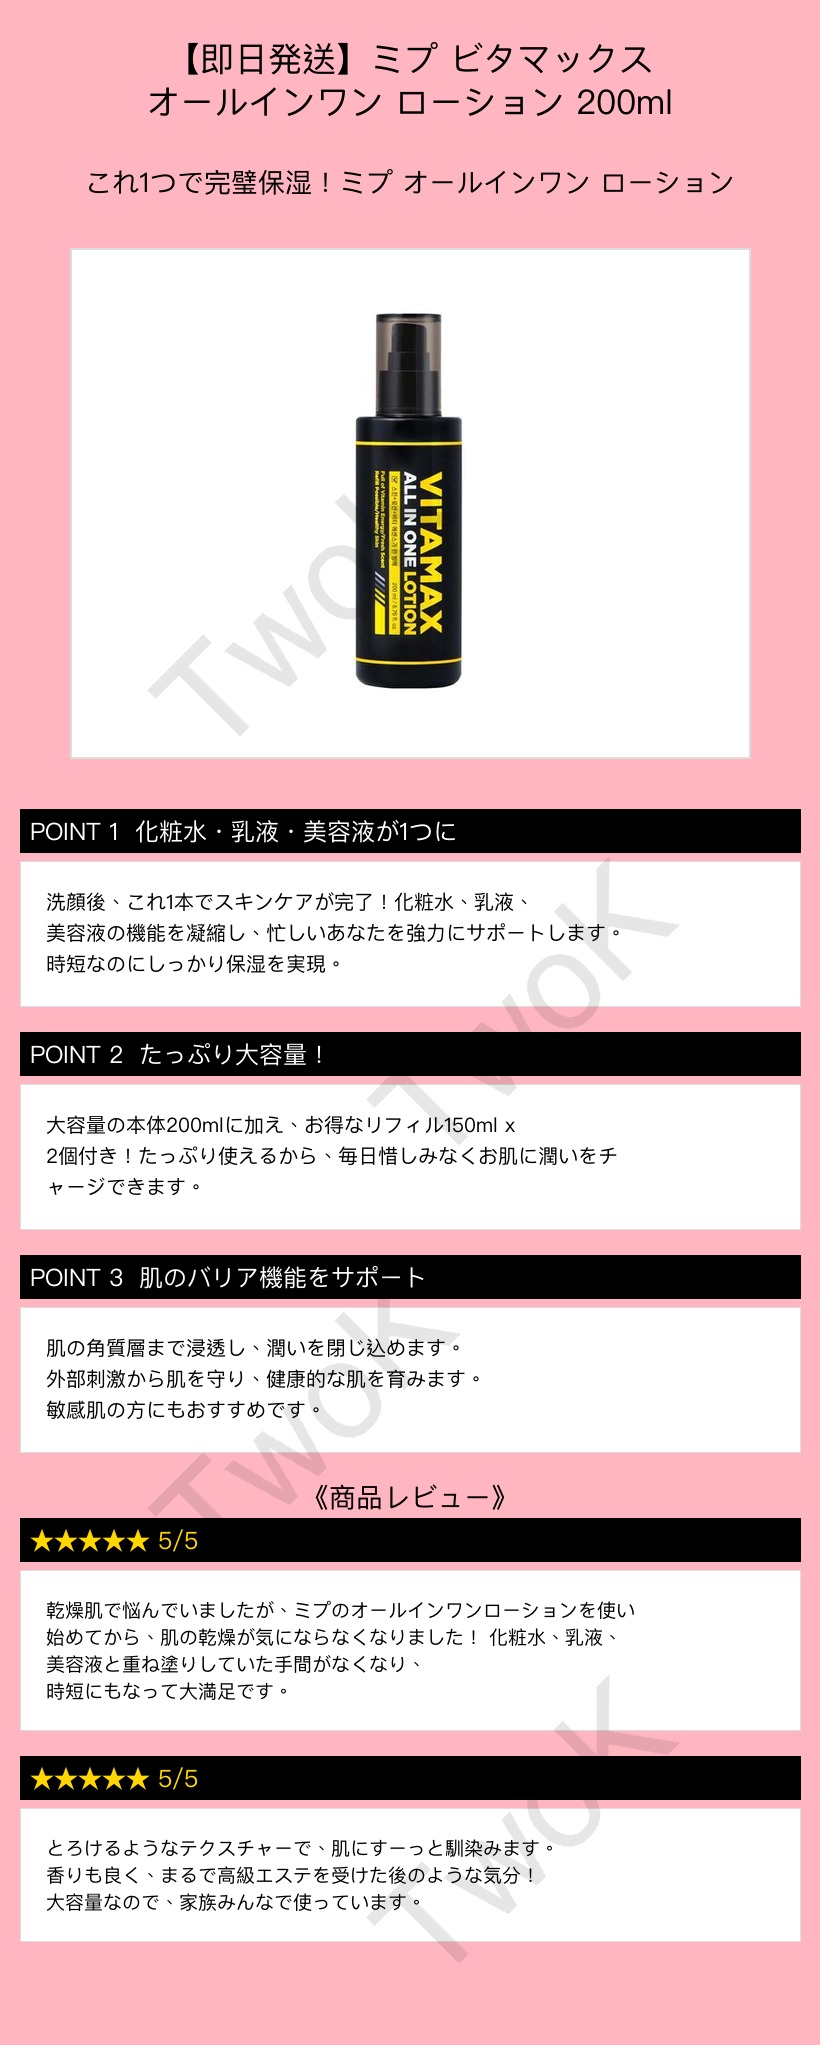 【即日発送】ミプ ビタマックス
オールインワン ローション 200ml
これ1つで完璧保湿！ミプ オールインワン ローション
VITAMAX
ALL IN ONE LOTION
200 ml / 6.76 fl. oz.
Full of Vitamin Energy/Fresh Scent
Refill Possible/Healthy Skin
TwoK
POINT 1 化粧水・乳液・美容液が1つに
洗顔後、これ1本でスキンケアが完了！化粧水、乳液、
美容液の機能を凝縮し、忙しいあなたを強力にサポートします。
時短なのにしっかり保湿を実現。
TwoK
POINT 2 たっぷり大容量！
大容量の本体200mlに加え、お得なリフィル150ml x
2個付き！たっぷり使えるから、毎日惜しみなくお肌に潤いをチ
ャージできます。
POINT 3 肌のバリア機能をサポート
肌の角質層まで浸透し、潤いを閉じ込めます。
外部刺激から肌を守り、健康的な肌を育みます。
敏感肌の方にもおすすめです。
TwoK
《商品レビュー》
★★★★★ 5/5
乾燥肌で悩んでいましたが、ミプのオールインワンローションを使い
始めてから、肌の乾燥が気にならなくなりました！ 化粧水、乳液、
美容液と重ね塗りしていた手間がなくなり、
時短にもなって大満足です。
★★★★★ 5/5
とろけるようなテクスチャーで、肌にすーっと馴染みます。
香りも良く、まるで高級エステを受けた後のような気分！
大容量なので、家族みんなで使っています。
TwoK